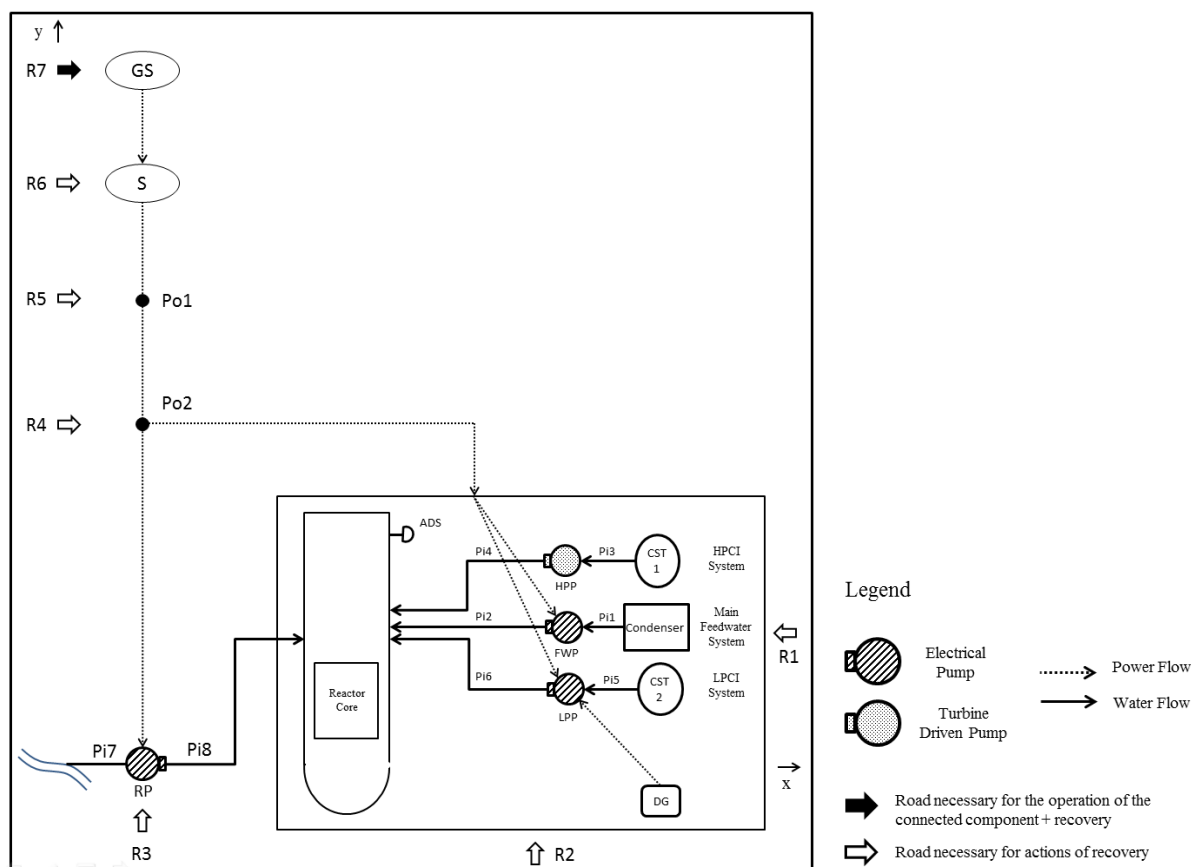 y
R7
GS
R6
S
R5
Po1
Po2
R4
ADS
Pi4
Pi3
CST
1
HPCI
System
HPP
Pi2
Pi1
Condenser
Main
Feedwater
System
R1
FWP
Pi6
Pi5
CST
2
LPCI
System
LPP
Reactor
Core
Pi7
Pi8
RP
DG
x
R3
R2
Legend
Electrical
Pump
Power Flow
Water Flow
Turbine
Driven Pump
Road necessary for the operation of the
connected component + recovery
Road necessary for actions of recovery